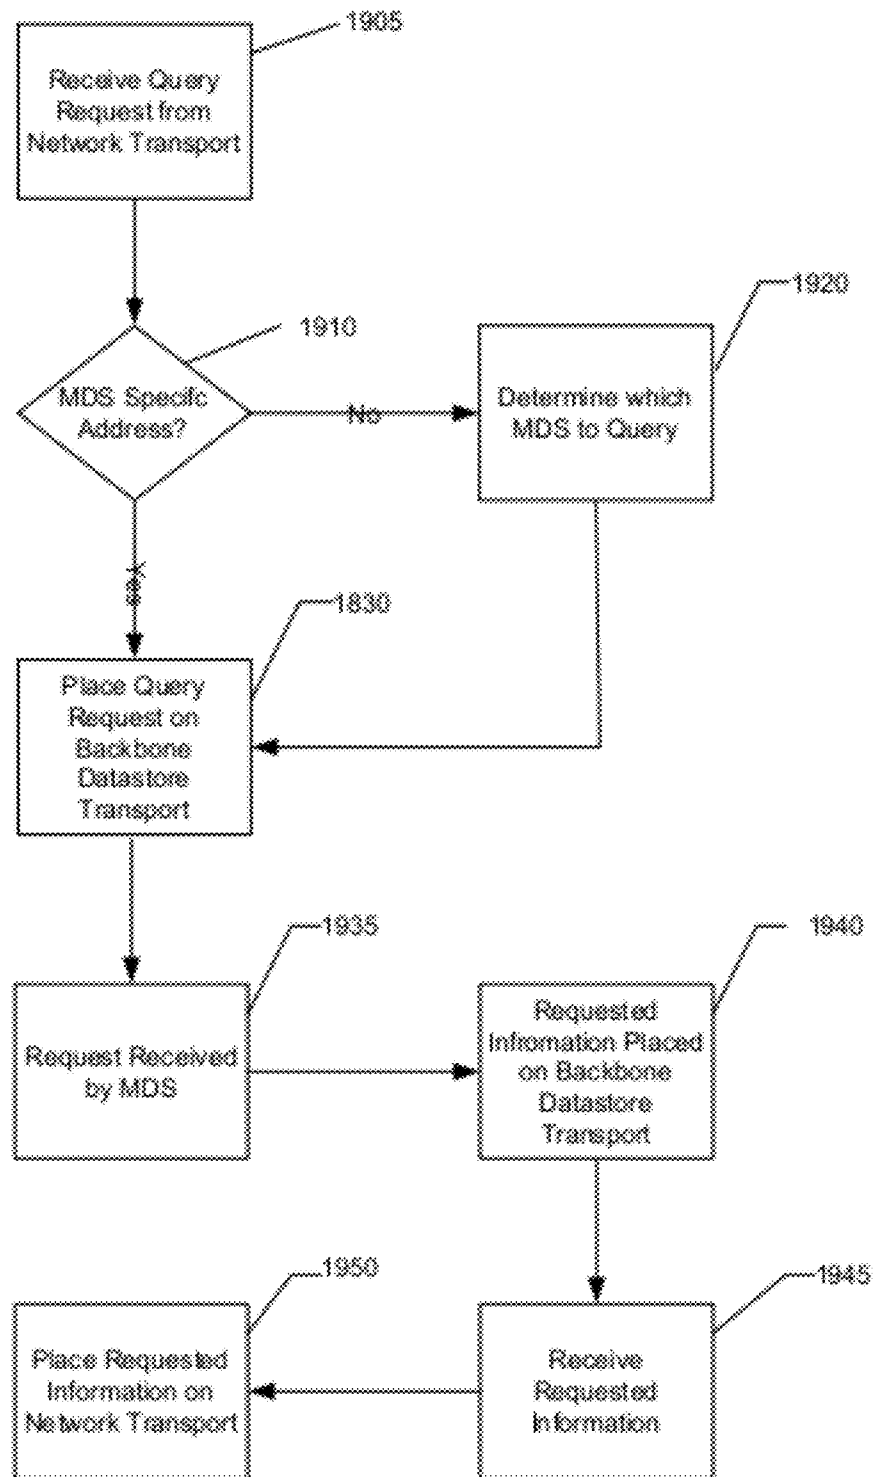 1905
Receive Query
Request from
Network Transport
1910
MDS Specifc
Address?
No
1920
Determine which
MDS to Query
Yes
1830
Place Query
Request on
Backbone
Datastore
Transport
1935
Request Received
by MDS
1940
Requested
Infromation Placed
on Backbone
Datastore
Transport
1945
Receive
Requested
Information
1950
Place Requested
Information on
Network Transport